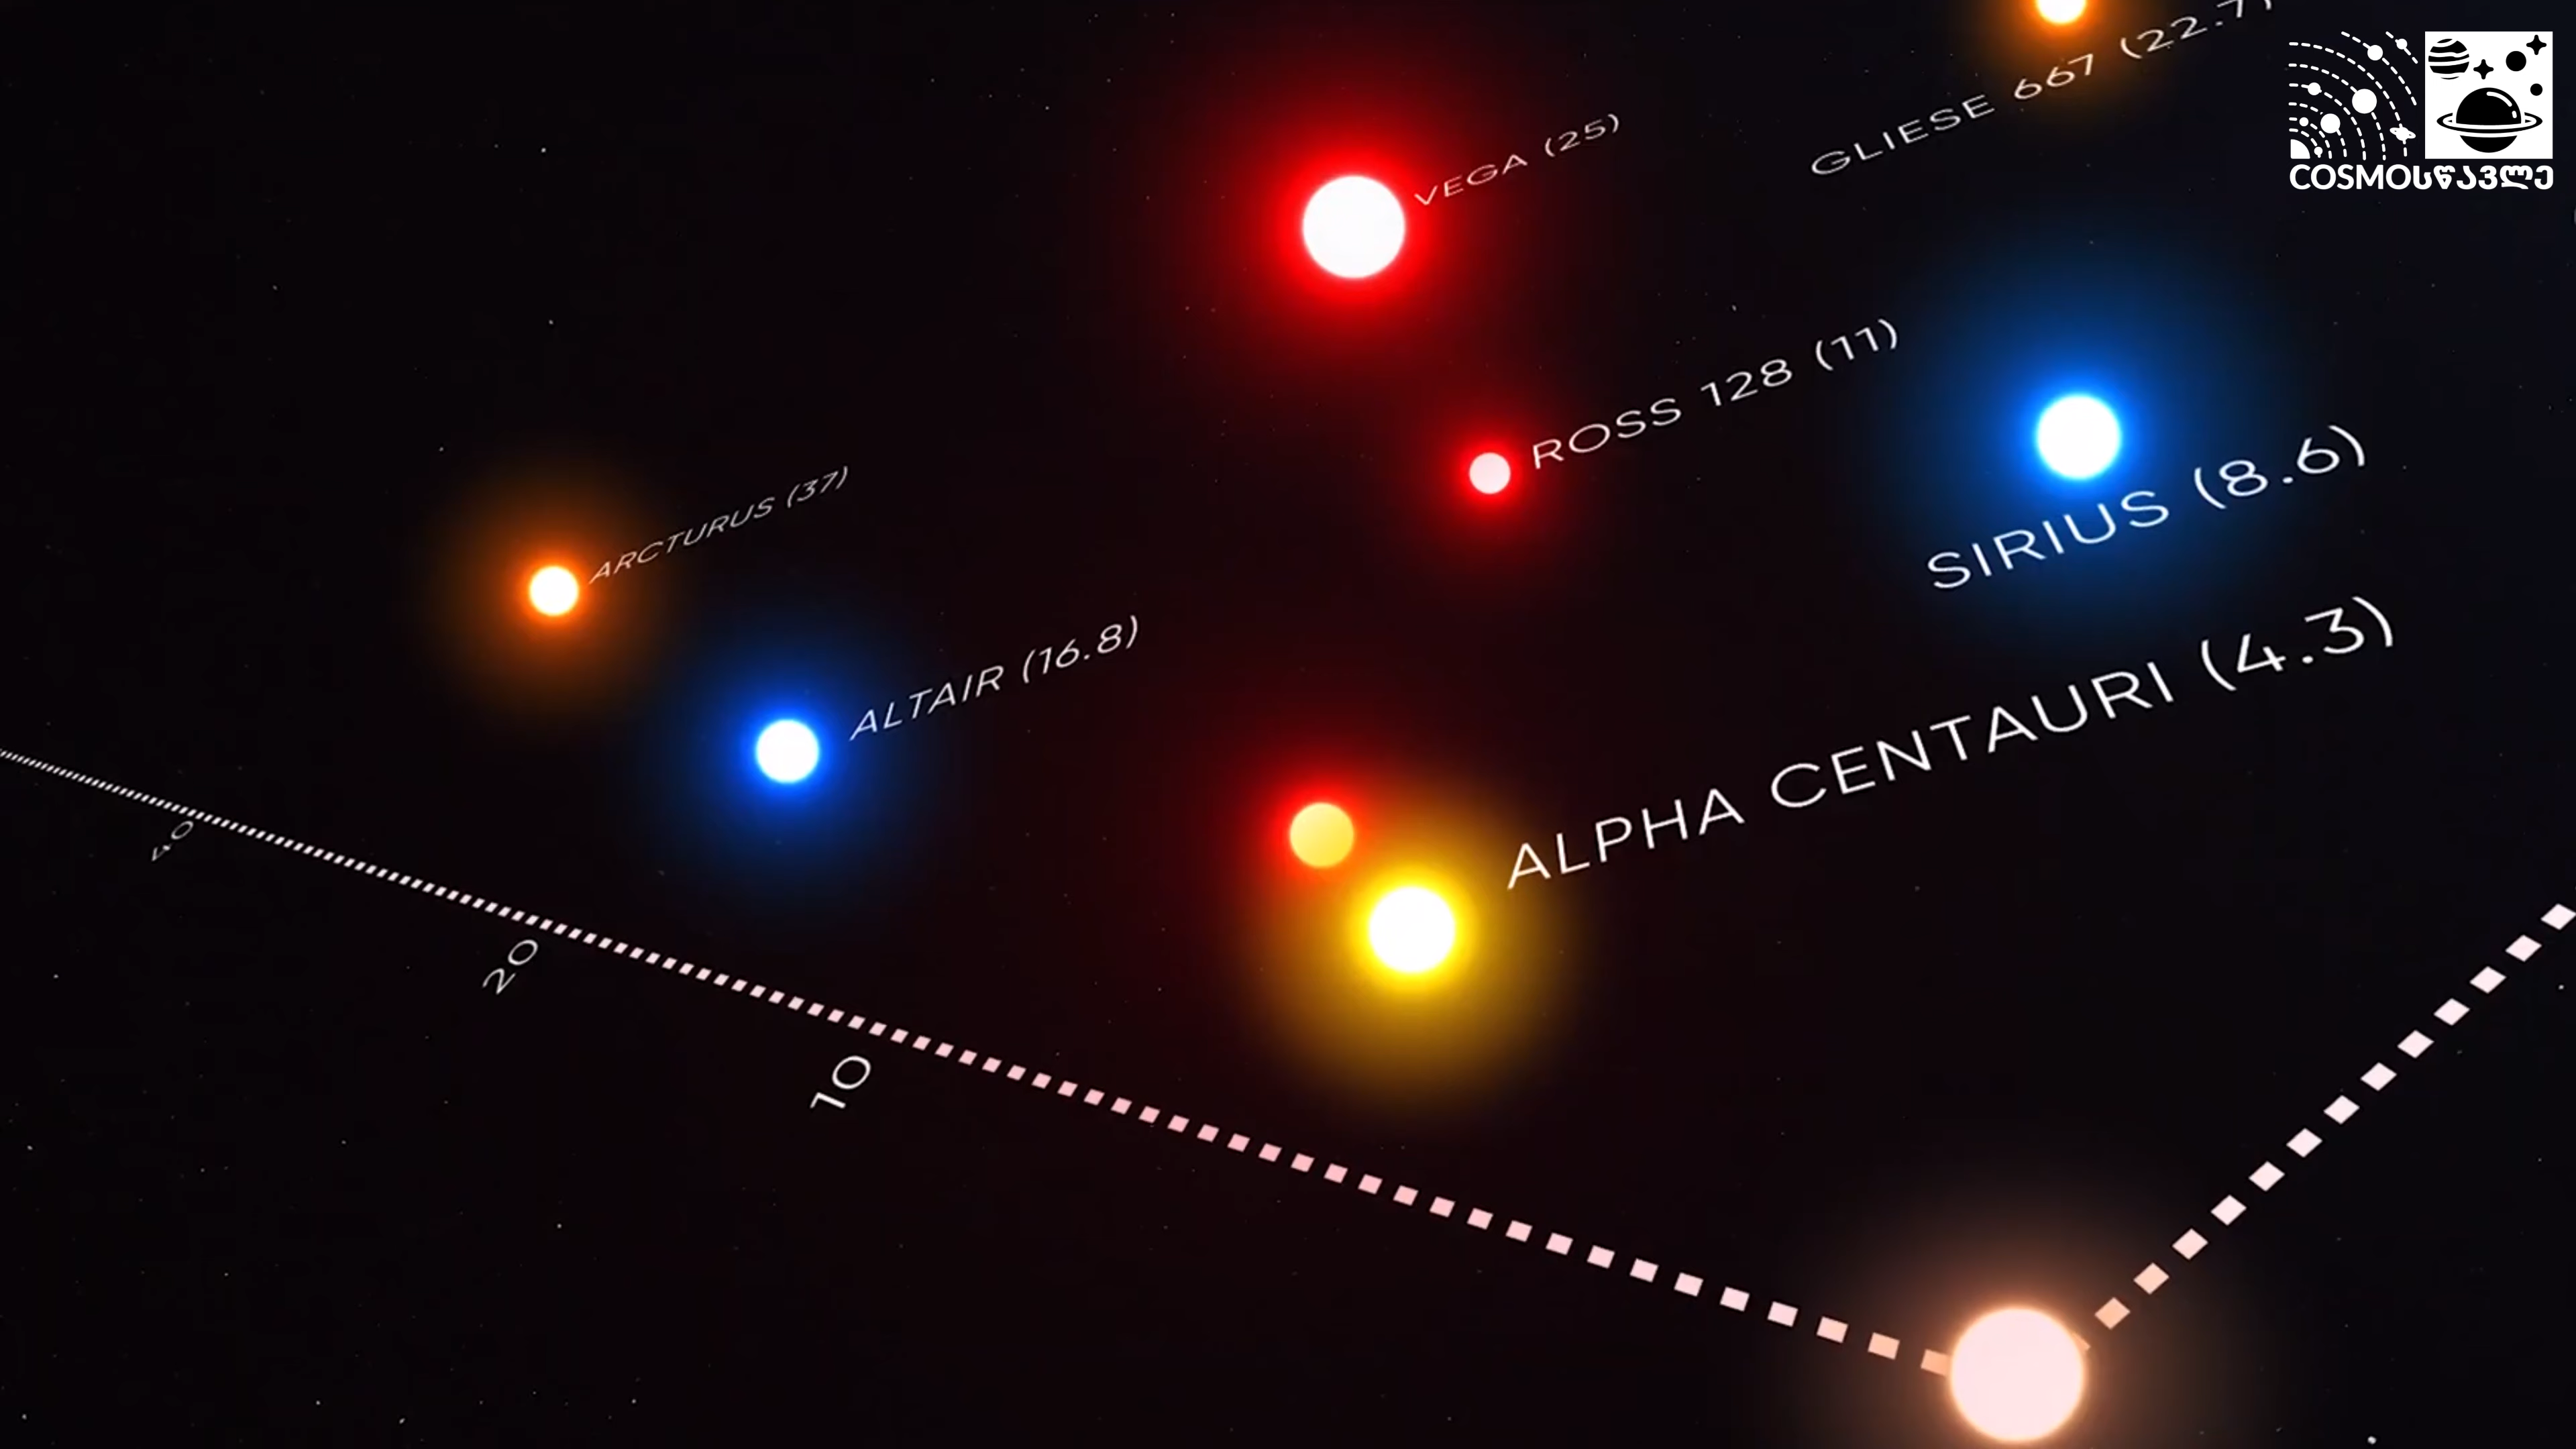 GLIESE 667 (22.7)
VEGA (25)
COSMOსწავლე
ROSS 128 (11)
SIRIUS (8.6)
ARCTURUS (37)
ALTAIR (16.8)
ALPHA CENTAURI (4.3)
40
20
10